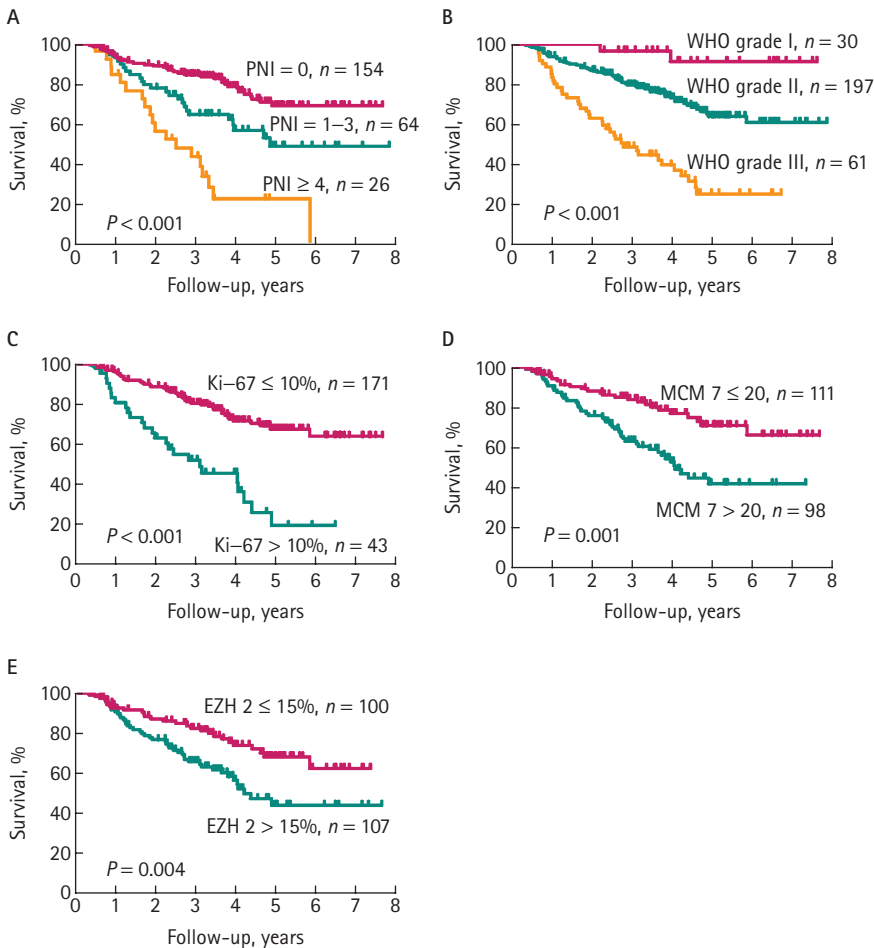 A
Survival, %
100
80
60
40
20
0
PNI = 0, n = 154
PNI = 1–3, n = 64
PNI ≥ 4, n = 26
P < 0.001
0 1 2 3 4 5 6 7 8
Follow-up, years
B
Survival, %
100
80
60
40
20
0
WHO grade I, n = 30
WHO grade II, n = 197
WHO grade III, n = 61
P < 0.001
0 1 2 3 4 5 6 7 8
Follow-up, years
C
Survival, %
100
80
60
40
20
0
Ki–67 ≤ 10%, n = 171
Ki–67 > 10%, n = 43
P < 0.001
0 1 2 3 4 5 6 7 8
Follow-up, years
D
Survival, %
100
80
60
40
20
0
MCM 7 ≤ 20, n = 111
MCM 7 > 20, n = 98
P = 0.001
0 1 2 3 4 5 6 7 8
Follow-up, years
E
Survival, %
100
80
60
40
20
0
EZH 2 ≤ 15%, n = 100
EZH 2 > 15%, n = 107
P = 0.004
0 1 2 3 4 5 6 7 8
Follow-up, years